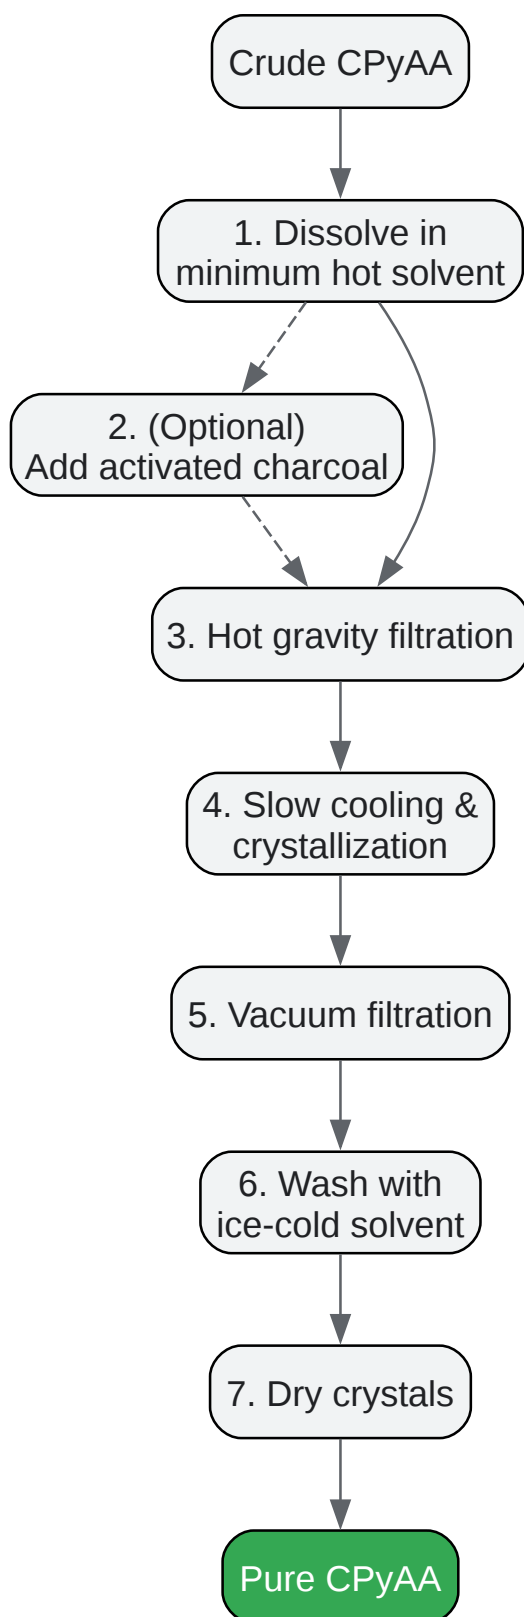 Crude CPyAA
1. Dissolve in
minimum hot solvent
2. (Optional)
Add activated charcoal
3. Hot gravity filtration
4. Slow cooling &
crystallization
5. Vacuum filtration
6. Wash with
ice-cold solvent
7. Dry crystals
Pure CPyAA